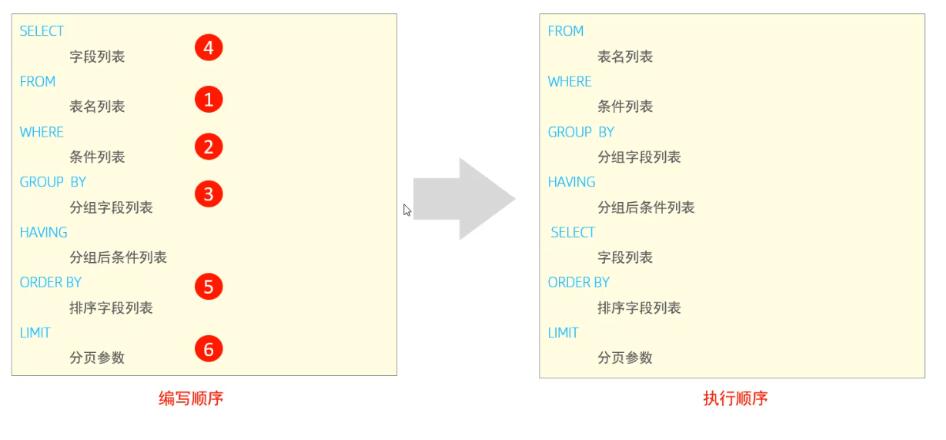 SELECT
字段列表
4
FROM
表名列表
1
WHERE
条件列表
2
GROUP BY
分组字段列表
3
HAVING
分组后条件列表
ORDER BY
排序字段列表
5
LIMIT
分页参数
6
编写顺序
FROM
表名列表
WHERE
条件列表
GROUP BY
分组字段列表
HAVING
分组后条件列表
SELECT
字段列表
ORDER BY
排序字段列表
LIMIT
分页参数
执行顺序